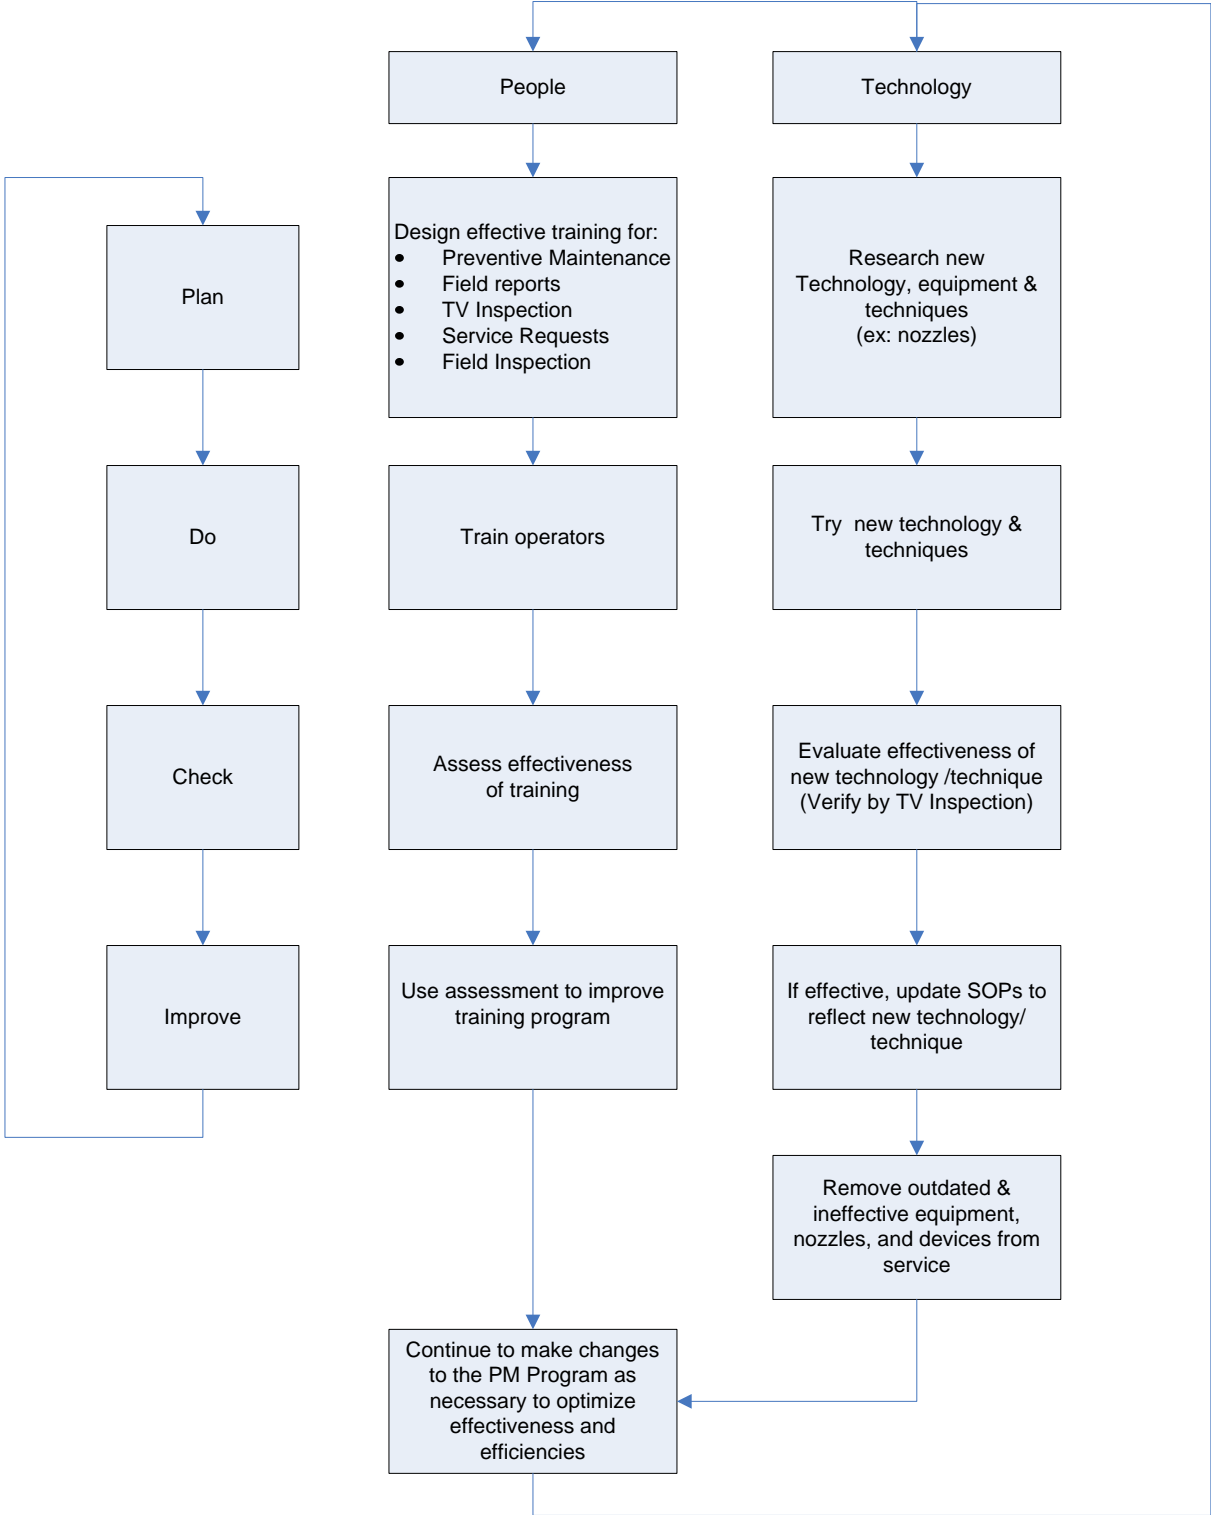 People
Technology
Plan
Design effective training for:
• Preventive Maintenance
• Field reports
• TV Inspection
• Service Requests
• Field Inspection
Research new
Technology, equipment &
techniques
(ex: nozzles)
Do
Train operators
Try  new technology &
techniques
Check
Assess effectiveness
of training
Evaluate effectiveness of
new technology /technique
(Verify by TV Inspection)
Improve
Use assessment to improve
training program
If effective, update SOPs to
reflect new technology/
technique
Remove outdated &
ineffective equipment,
nozzles, and devices from
service
Continue to make changes
to the PM Program as
necessary to optimize
effectiveness and
efficiencies